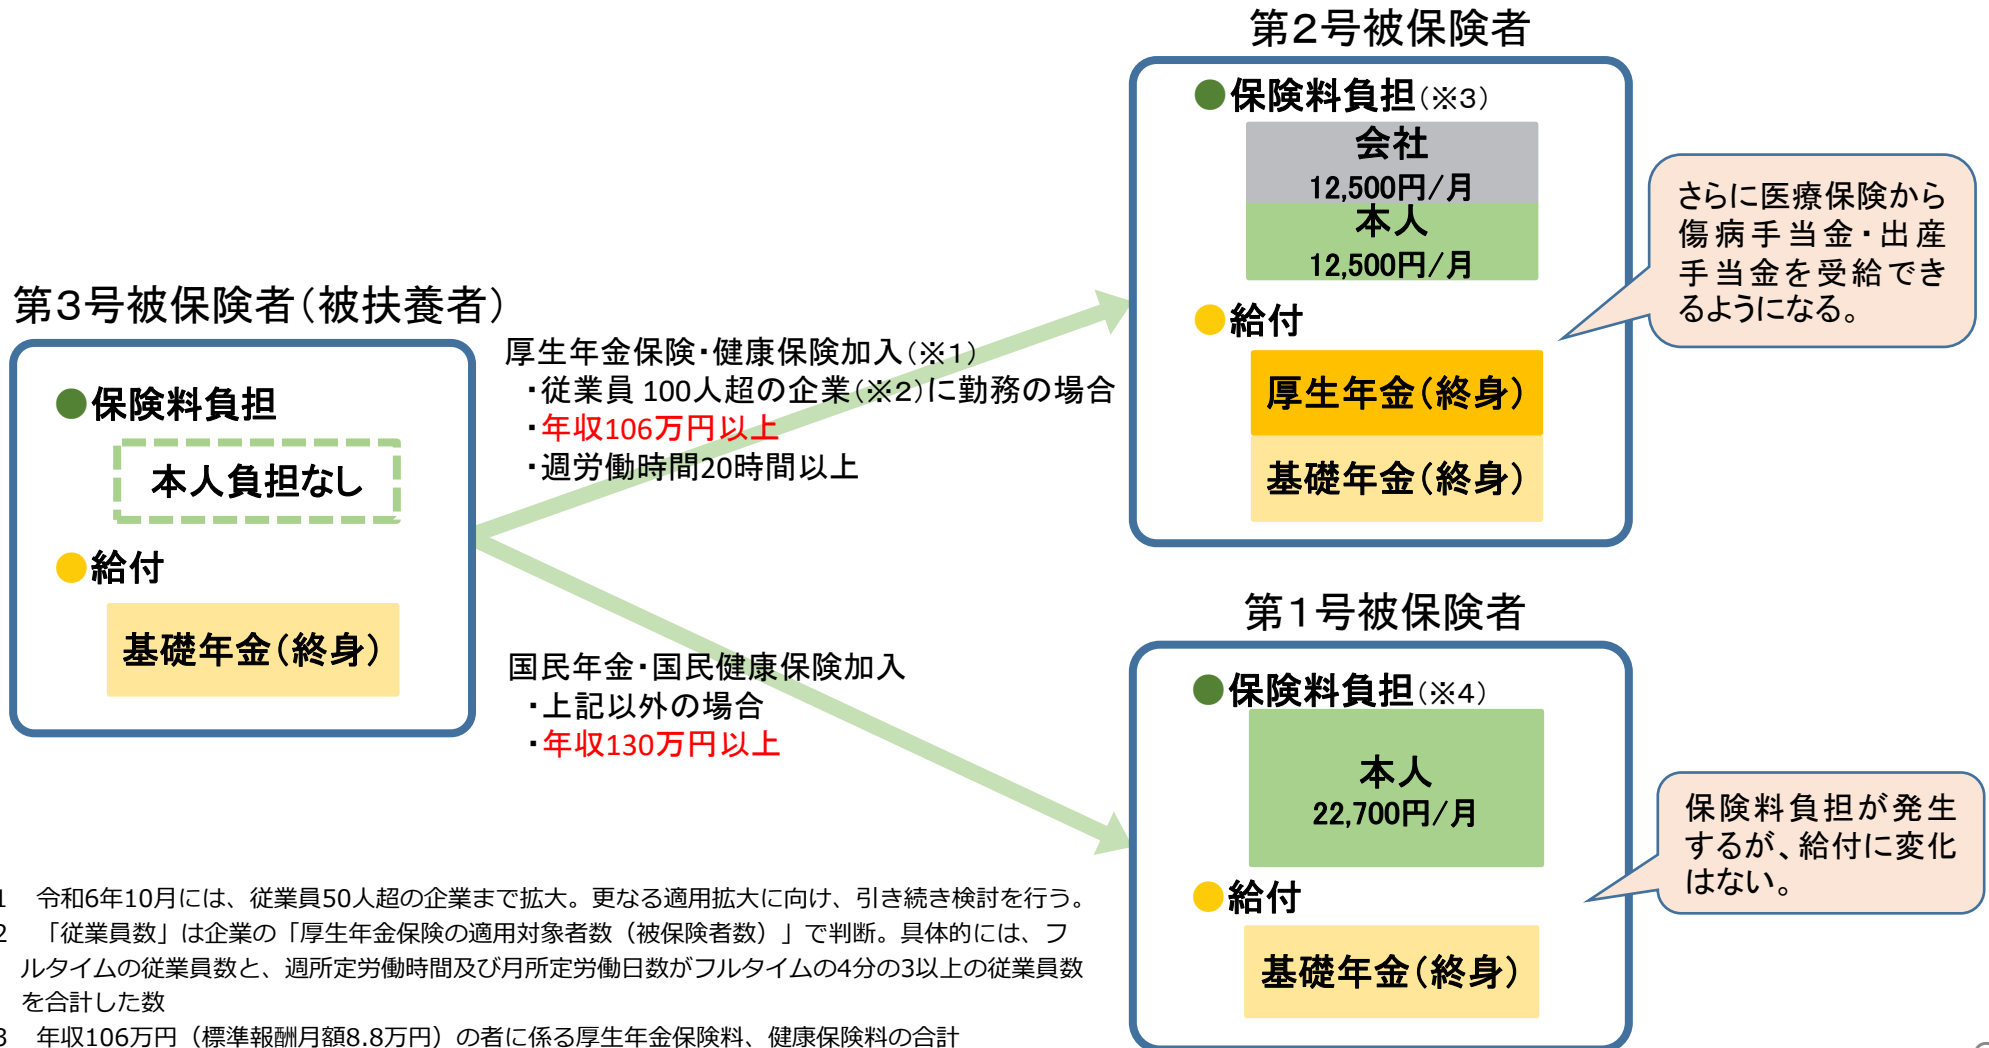 第3号被保険者（被扶養者）
●保険料負担
本人負担なし
●給付
基礎年金（終身）
厚生年金保険・健康保険加入（※1）
・従業員 100人超の企業（※2）に勤務の場合
・年収106万円以上
・週労働時間20時間以上
国民年金・国民健康保険加入
・上記以外の場合
・年収130万円以上
第2号被保険者
●保険料負担（※3）
会社
12,500円/月
本人
12,500円/月
●給付
厚生年金（終身）
基礎年金（終身）
さらに医療保険から
傷病手当金・出産
手当金を受給でき
るようになる。
第1号被保険者
●保険料負担（※4）
本人
22,700円/月
●給付
基礎年金（終身）
保険料負担が発生
するが、給付に変化
はない。
1 令和6年10月には、従業員50人超の企業まで拡大。更なる適用拡大に向け、引き続き検討を行う。
2 「従業員数」は企業の「厚生年金保険の適用対象者数（被保険者数）」で判断。具体的には、フ
ルタイムの従業員数と、週所定労働時間及び月所定労働日数がフルタイムの4分の3以上の従業員数
を合計した数
3 年収106万円（標準報酬月額8.8万円）の者に係る厚生年金保険料、健康保険料の合計